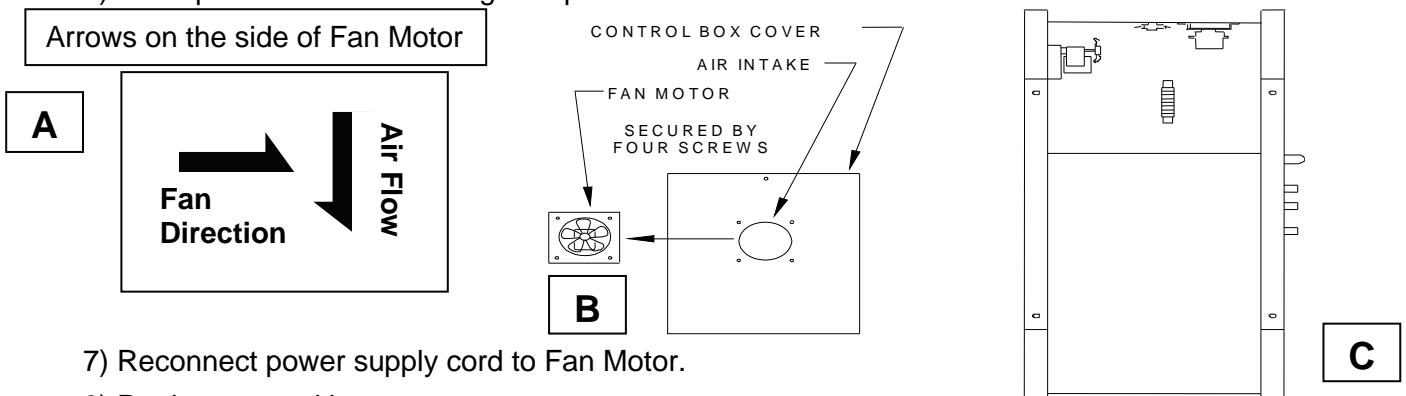 Arrows on the side of Fan Motor
A
Fan
Direction
Air Flow
CONTROL BOX COVER
AIR INTAKE
FAN MOTOR
SECURED BY
FOUR SCREWS
B
C
7) Reconnect power supply cord to Fan Motor.